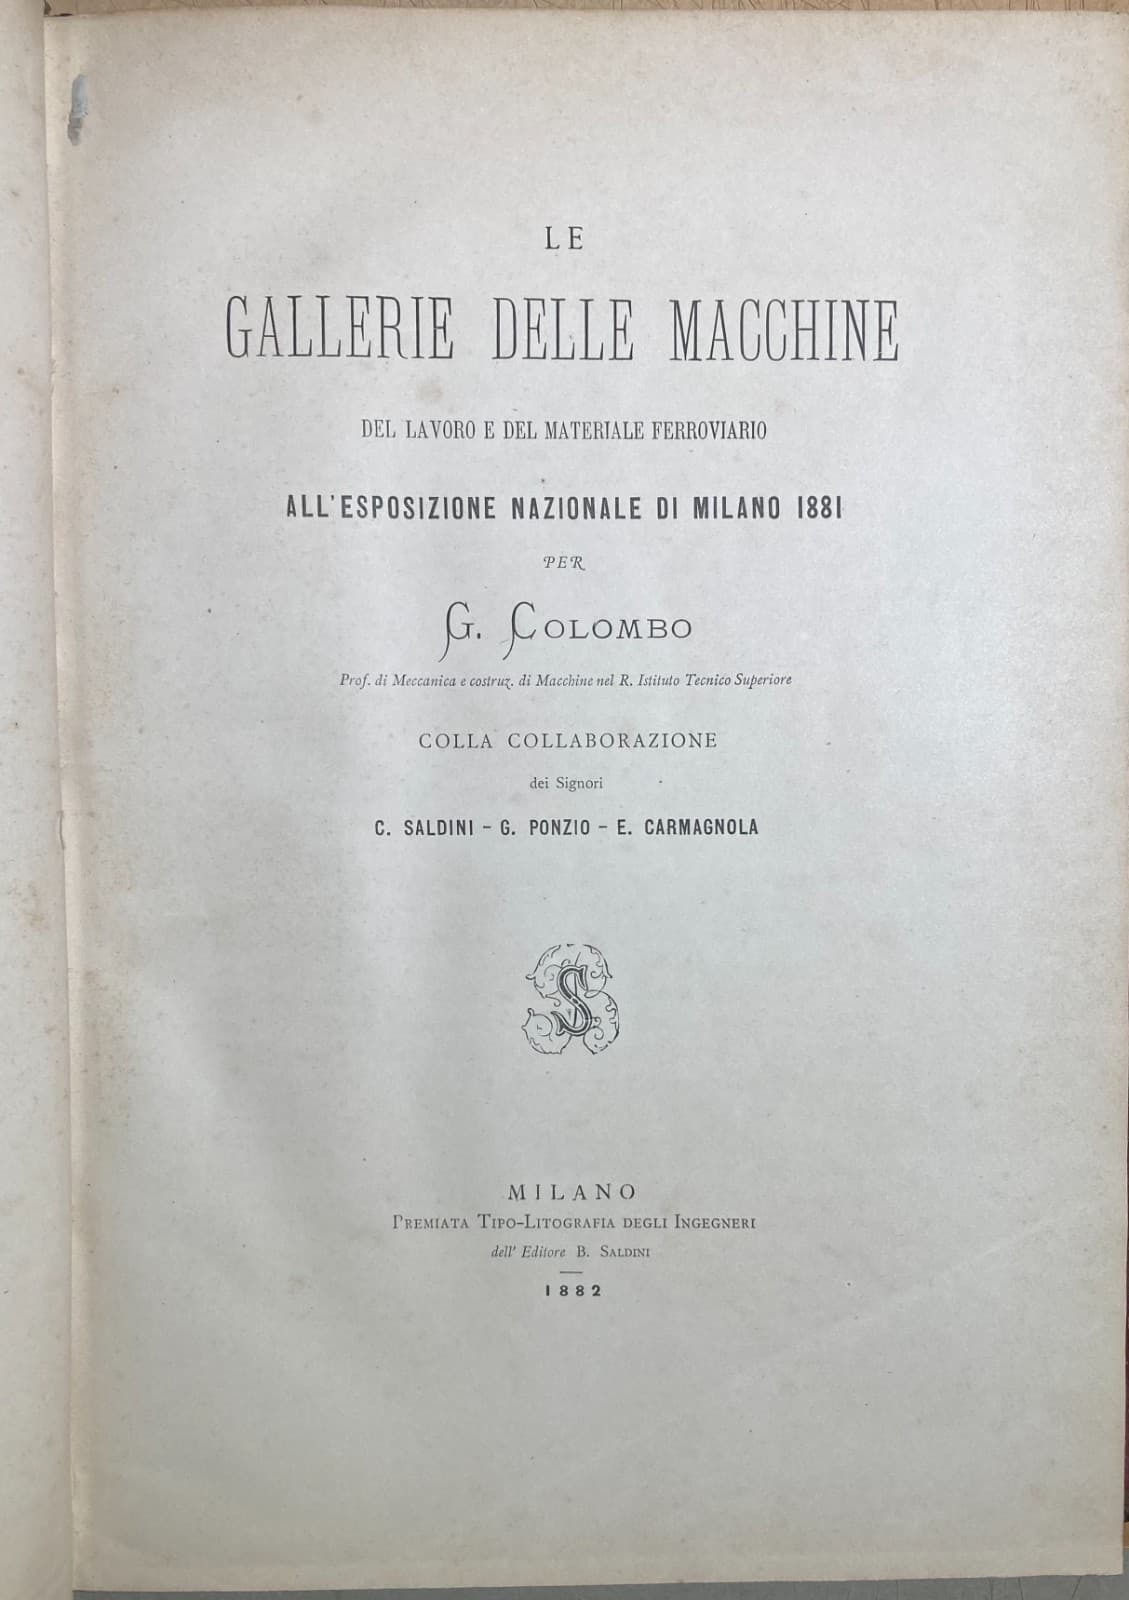 LE
GALLERIE DELLE MACCHINE
DEL LAVORO E DEL MATERIALE FERROVIARIO
ALL'ESPOSIZIONE NAZIONALE DI MILANO 1881
PER
G. COLOMBO
Prof. di Meccanica e costruz. di Macchine nel R. Istituto Tecnico Superiore
COLLA COLLABORAZIONE
dei Signori
C. SALDINI - G. PONZIO - E. CARMAGNOLA
MILANO
PREMIATA TIPO-LITOGRAFIA DEGLI INGEGNERI
dell' Editore B. SALDINI
1882